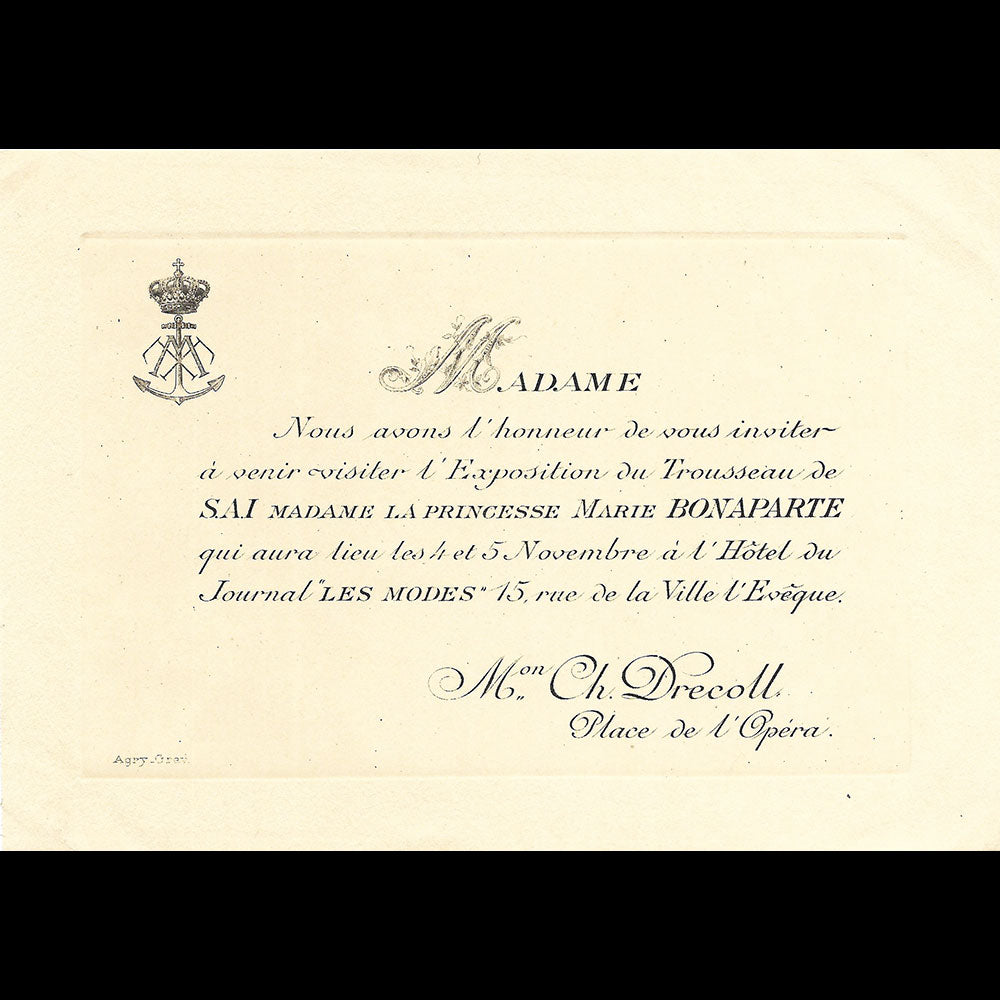 MADAME
Nous avons l'honneur de vous inviter
à venir visiter l'Exposition du Trousseau de
S.A.I MADAME LA PRINCESSE MARIE BONAPARTE
qui aura lieu les 4 et 5 Novembre à l'Hôtel du
Journal "LES MODES" 15, rue de la Ville l'Evêque.
Mon Ch. Drecoll.
Place de l'Opéra.
Agry